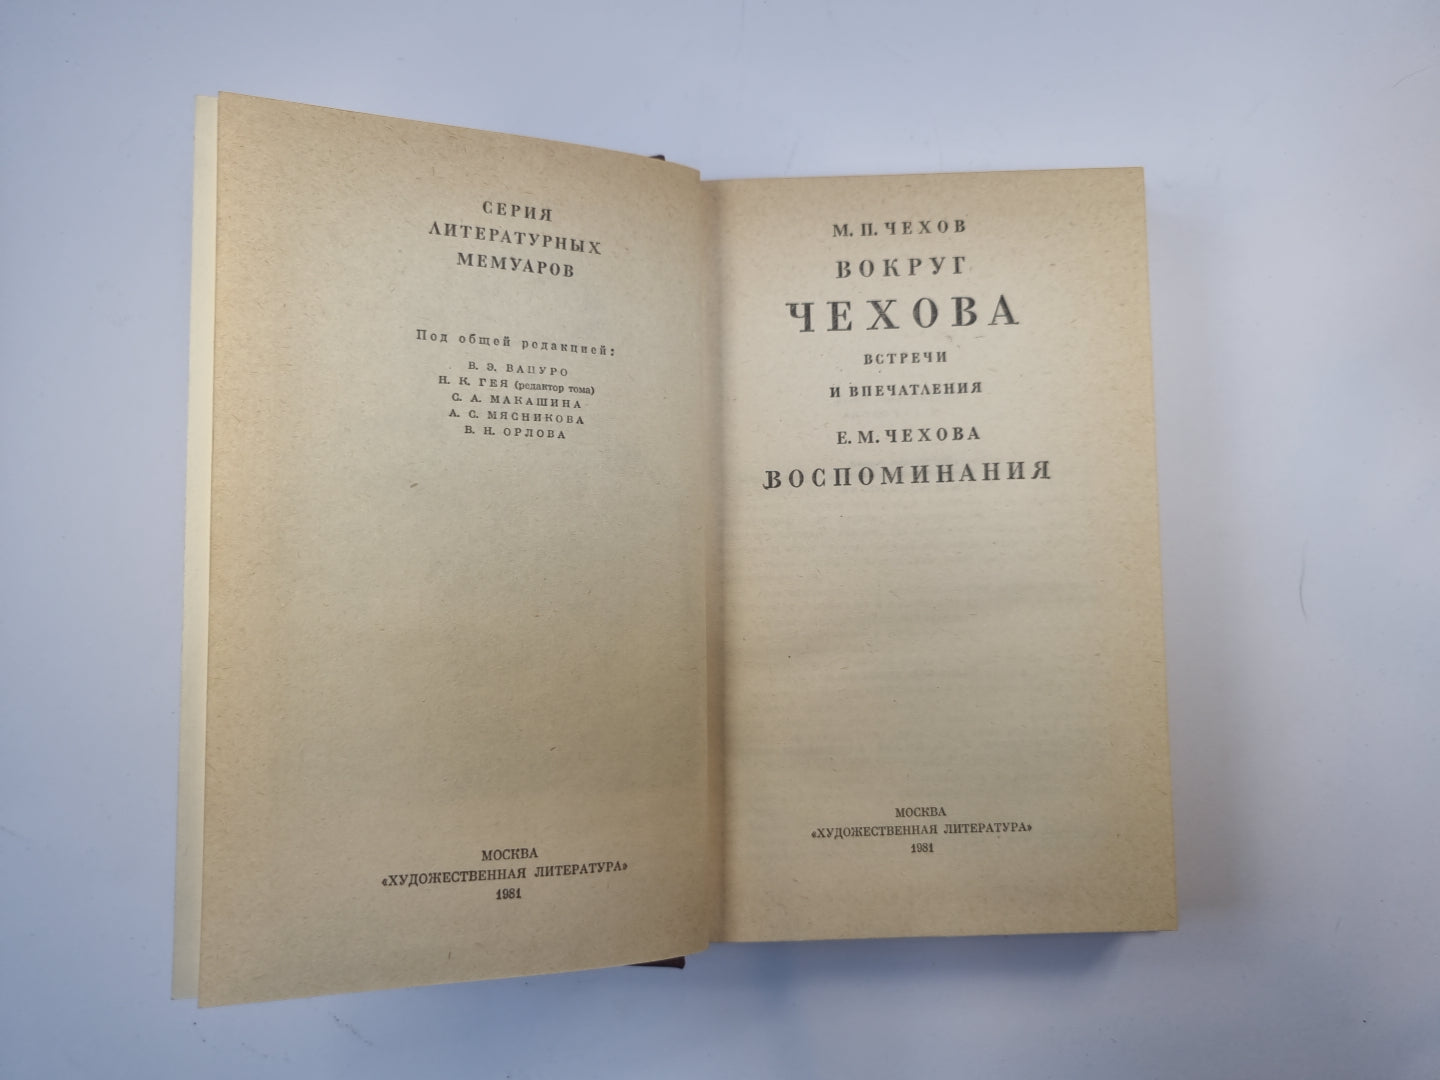 СЕРИЯ
ЛИТЕРАТУРНЫХ
МЕМУАРОВ
Под общей редакцией:
В. Э. ВАЦУРО
Н. К. ГЕЯ (редактор тома)
С. А. МАКАШИНА
А. С. МЯСНИКОВА
В. Н. ОРЛОВА
МОСКВА
«ХУДОЖЕСТВЕННАЯ ЛИТЕРАТУРА»
1981
М. П. ЧЕХОВ
ВОКРУГ
ЧЕХОВА
ВСТРЕЧИ
И ВПЕЧАТЛЕНИЯ
Е. М. ЧЕХОВА
ВОСПОМИНАНИЯ
МОСКВА
«ХУДОЖЕСТВЕННАЯ ЛИТЕРАТУРА»
1981